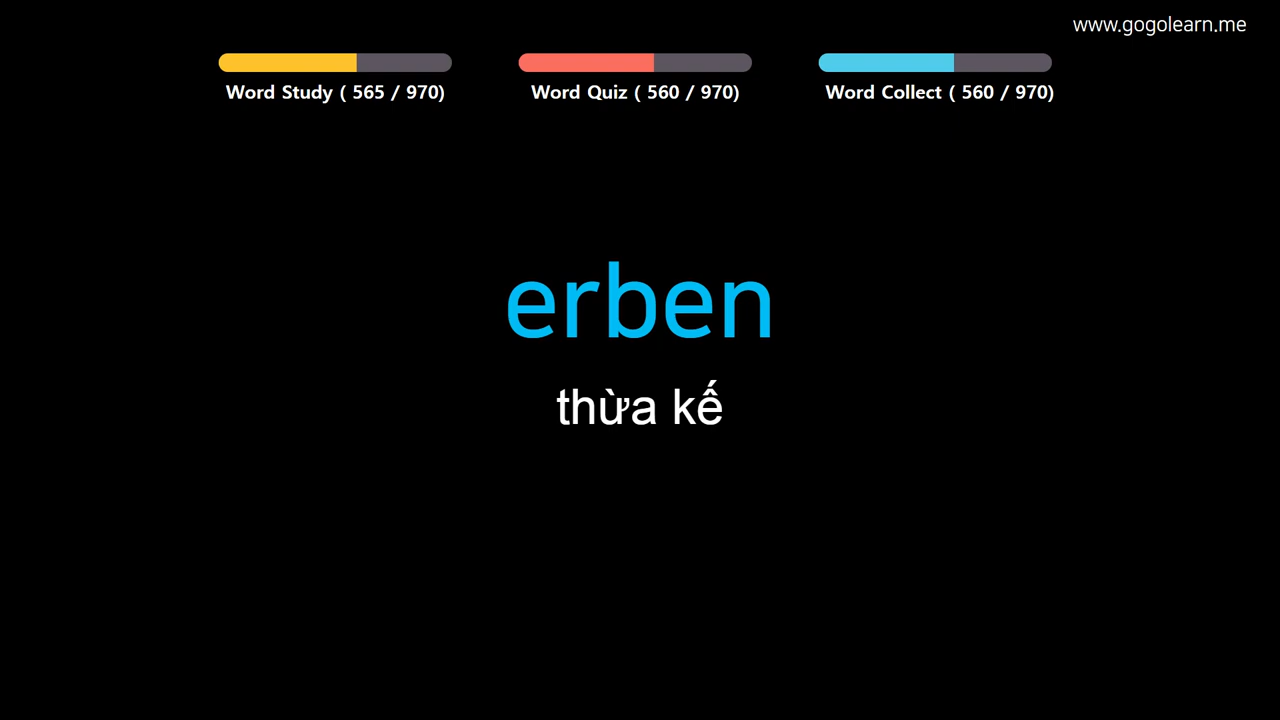 www.gogolearn.me
Word Study ( 565 / 970)
Word Quiz ( 560 / 970)
Word Collect ( 560 / 970)
erben
thừa kế